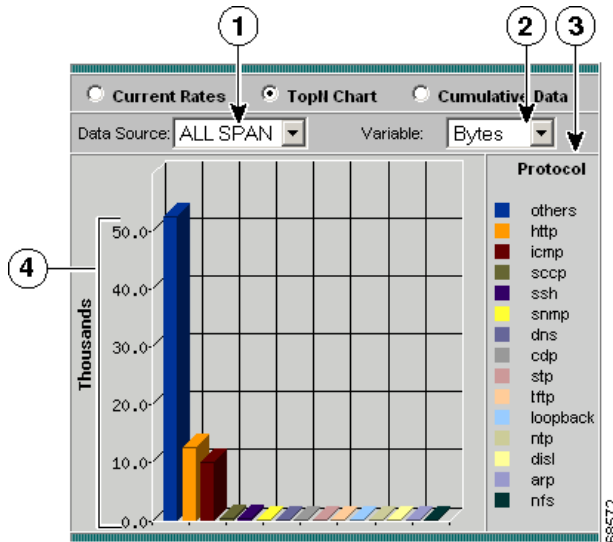 1
2
3
Current Rates TopN Chart Cumulative Data
Data Source: ALL SPAN Variable: Bytes
Protocol
others
http
icmp
sccp
ssh
snmp
dns
cdp
stp
tftp
loopback
ntp
disl
arp
nfs
4
Thousands
50.0
40.0
30.0
20.0
10.0
0.0